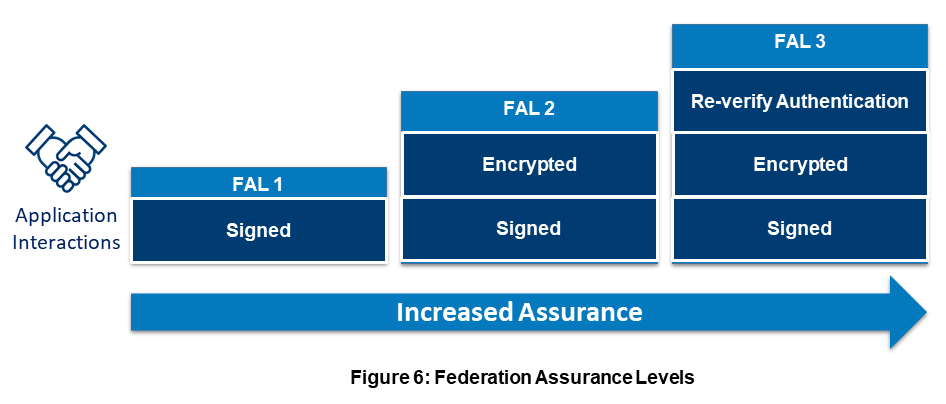 Application
Interactions
FAL 1
Signed
FAL 2
Encrypted
Signed
FAL 3
Re-verify Authentication
Encrypted
Signed
Increased Assurance
Figure 6: Federation Assurance Levels